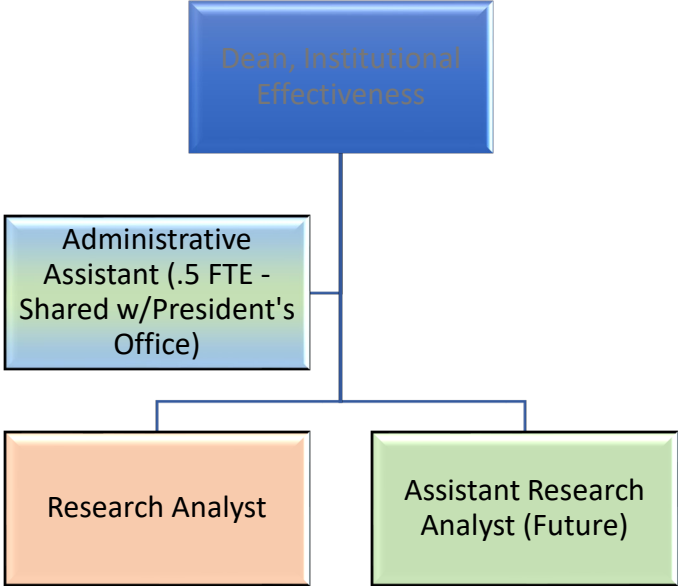 Dean, Institutional
Effectiveness
Administrative
Assistant (.5 FTE -
Shared w/President's
Office)
Research Analyst
Assistant Research
Analyst (Future)